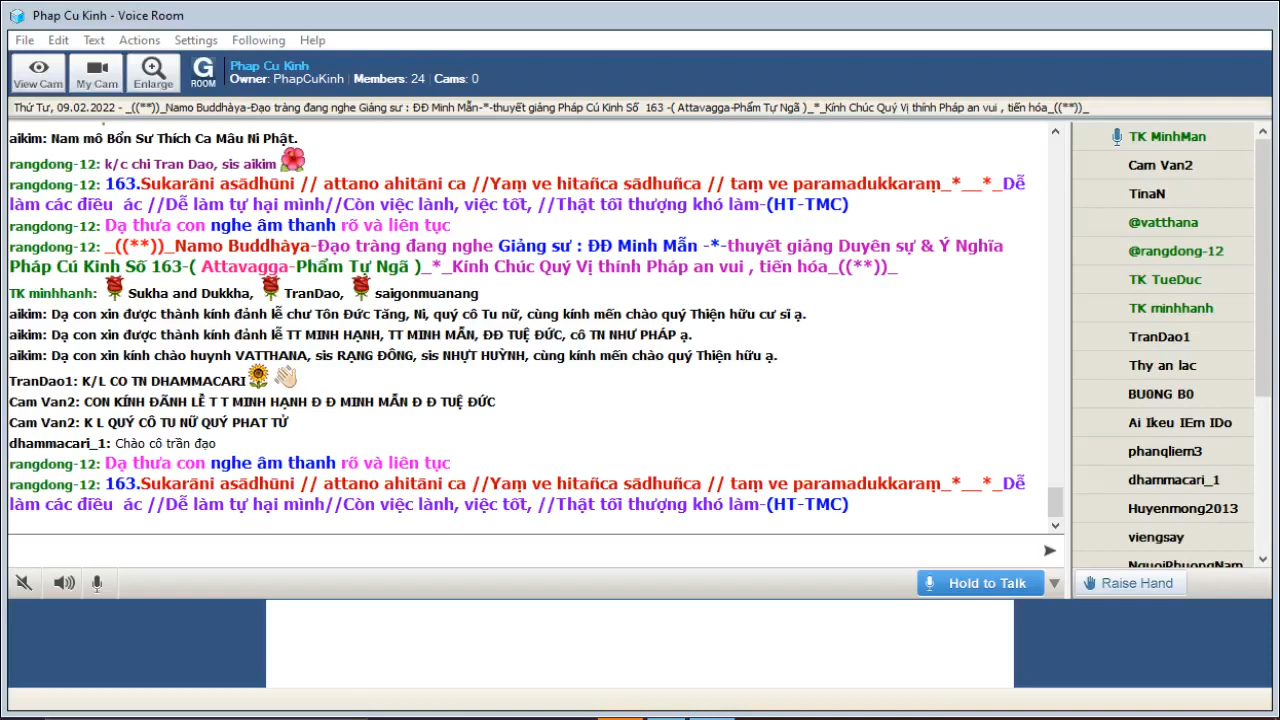 Phap Cu Kinh - Voice Room
File Edit Text Actions Settings Following Help
View Cam My Cam Enlarge G ROOM
Phap Cu Kinh
Owner: PhapCuKinh Members: 24 Cams: 0
Thứ Tư, 09.02.2022 - _((**))_Namo Buddhàya-Đạo tràng đang nghe Giảng sư : ĐĐ Minh Mẫn-*-thuyết giảng Pháp Cú Kinh Số 163 -( Attavagga-Phẩm Tự Ngã )_*_Kính Chúc Quý Vị thính Pháp an vui , tiến hóa_((**))_
aikim: Nam mô Bổn Sư Thích Ca Mâu Ni Phật.
rangdong-12: k/c chi Tran Dao, sis aikim
rangdong-12: 163.Sukarāni asādhūni // attano ahitāni ca //Yaṃ ve hitañca sādhuñca // taṃ ve paramadukkaraṃ_*__*_Dễ
làm các điều ác //Dễ làm tự hại mình//Còn việc lành, việc tốt, //Thật tối thượng khó làm-(HT-TMC)
rangdong-12: Dạ thưa con nghe âm thanh rõ và liên tục
rangdong-12: _((**))_Namo Buddhàya-Đạo tràng đang nghe Giảng sư : ĐĐ Minh Mẫn -*-thuyết giảng Duyên sự & Ý Nghĩa
Pháp Cú Kinh Số 163-( Attavagga-Phẩm Tự Ngã )_*_Kính Chúc Quý Vị thính Pháp an vui , tiến hóa_((**))_
TK minhhanh: Sukha and Dukkha, TranDao, saigonmuanang
aikim: Dạ con xin được thành kính đảnh lễ chư Tôn Đức Tăng, Ni, quý cô Tu nữ, cùng kính mến chào quý Thiện hữu cư sĩ ạ.
aikim: Dạ con xin được thành kính đảnh lễ TT MINH HẠNH, TT MINH MẪN, ĐĐ TUỆ ĐỨC, cô TN NHƯ PHÁP ạ.
aikim: Dạ con xin kính chào huynh VATTHANA, sis RẠNG ĐÔNG, sis NHỰT HUỲNH, cùng kính mến chào quý Thiện hữu ạ.
TranDao1: K/L CO TN DHAMMACARI
Cam Van2: CON KÍNH ĐÃNH LỄ T T MINH HẠNH Đ Đ MINH MẪN Đ Đ TUỆ ĐỨC
Cam Van2: K L QUÝ CÔ TU NỮ QUÝ PHAT TỬ
dhammacari_1: Chào cô trần đạo
rangdong-12: Dạ thưa con nghe âm thanh rõ và liên tục
rangdong-12: 163.Sukarāni asādhūni // attano ahitāni ca //Yaṃ ve hitañca sādhuñca // taṃ ve paramadukkaraṃ_*__*_Dễ
làm các điều ác //Dễ làm tự hại mình//Còn việc lành, việc tốt, //Thật tối thượng khó làm-(HT-TMC)
Hold to Talk
TK MinhMan
Cam Van2
TinaN
@vatthana
@rangdong-12
TK TueDuc
TK minhhanh
TranDao1
Thy an lac
BU0NG B0
Ai Ikeu IEm IDo
phanqliem3
dhammacari_1
Huyenmong2013
viengsay
NguoiPhuongNam
Raise Hand